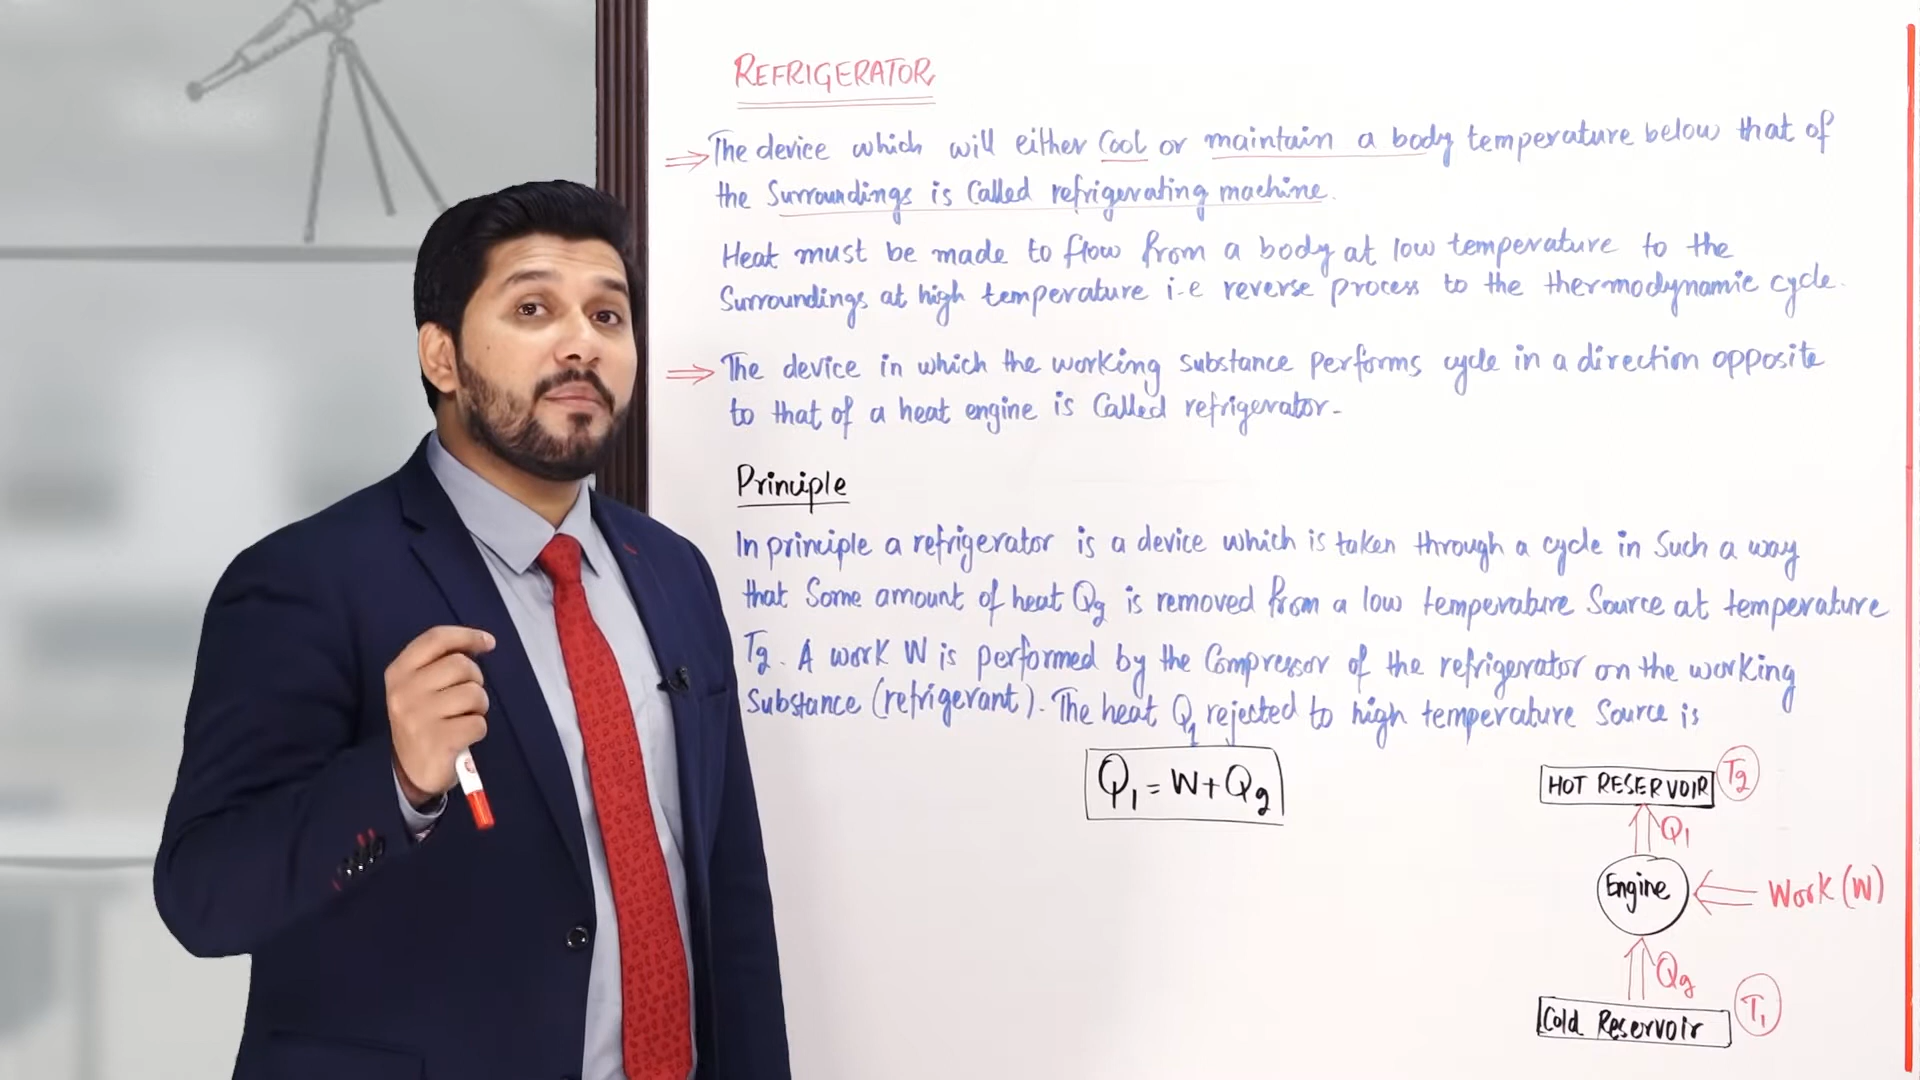 REFRIGERATOR
⇒ The device which will either Cool or maintain a body temperature below that of
the Surroundings is Called refrigerating machine.
Heat must be made to flow from a body at low temperature to the
Surroundings at high temperature i-e reverse process to the thermodynamic cycle.
⇒ The device in which the working substance performs cycle in a direction opposite
to that of a heat engine is Called refrigerator-
Principle
In principle a refrigerator is a device which is taken through a cycle in Such a way
that Some amount of heat Q2 is removed from a low temperature Source at temperature
T2. A work W is performed by the Compressor of the refrigerator on the working
Substance (refrigerant). The heat Q1 rejected to high temperature Source is
Q1 = W+Q2
HOT RESERVOIR T2
Q1
Engine Work (W)
Q2
Cold Reservoir T1